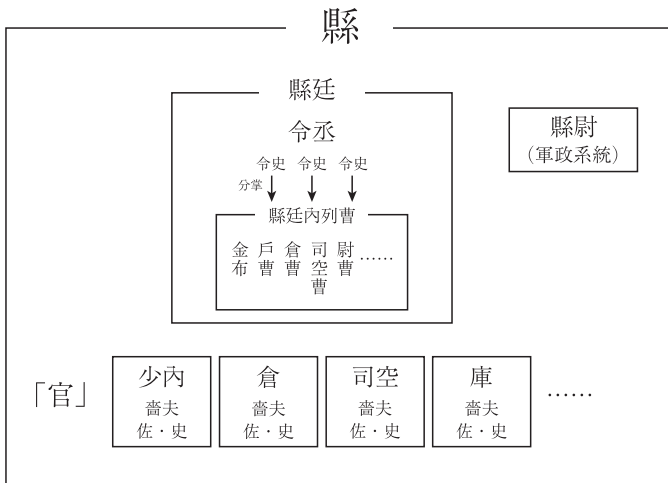 縣
縣廷
令丞
令史 令史 令史
分掌
縣廷內列曹
金布 戶曹 倉曹 司空曹 尉曹 ……
縣尉
（軍政系統）
「官」
少內
嗇夫
佐・史
倉
嗇夫
佐・史
司空
嗇夫
佐・史
庫
嗇夫
佐・史
……